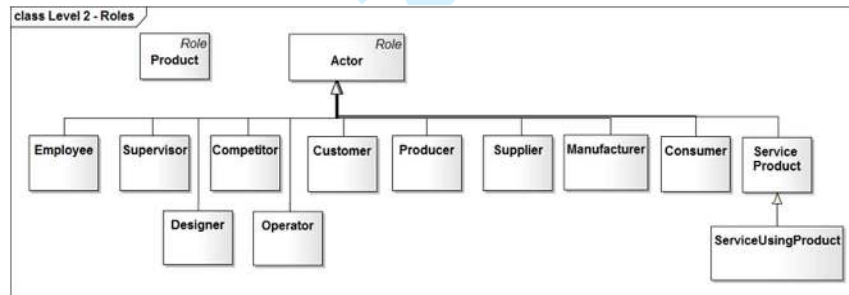 class Level 2 - Roles
Role
Product
Role
Actor
Employee
Supervisor
Competitor
Customer
Producer
Supplier
Manufacturer
Consumer
Service
Product
Designer
Operator
ServiceUsingProduct